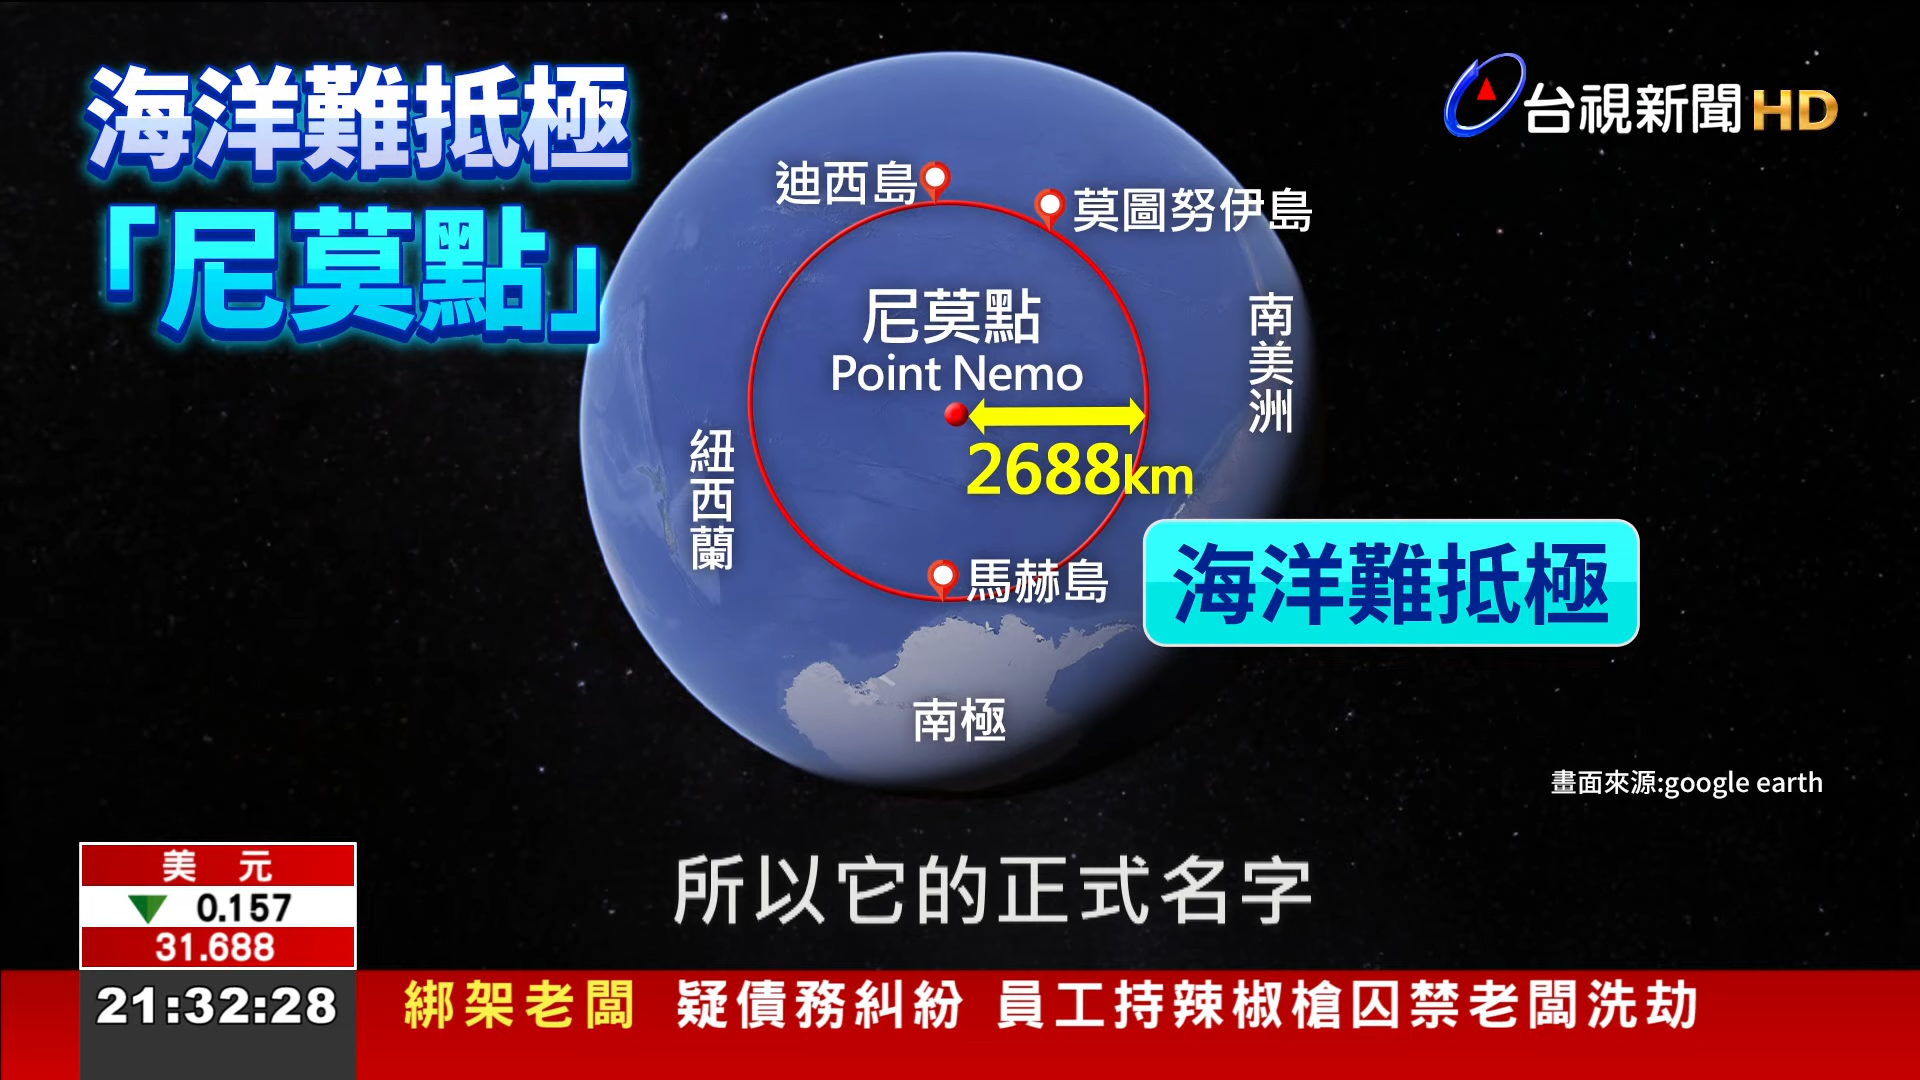 海洋難抵極
「尼莫點」
台視新聞HD
迪西島
莫圖努伊島
尼莫點
Point Nemo
2688km
南美洲
紐西蘭
馬赫島
海洋難抵極
南極
畫面來源:google earth
所以它的正式名字
美元
0.157
31.688
21:32:28
綁架老闆 疑債務糾紛 員工持辣椒槍囚禁老闆洗劫